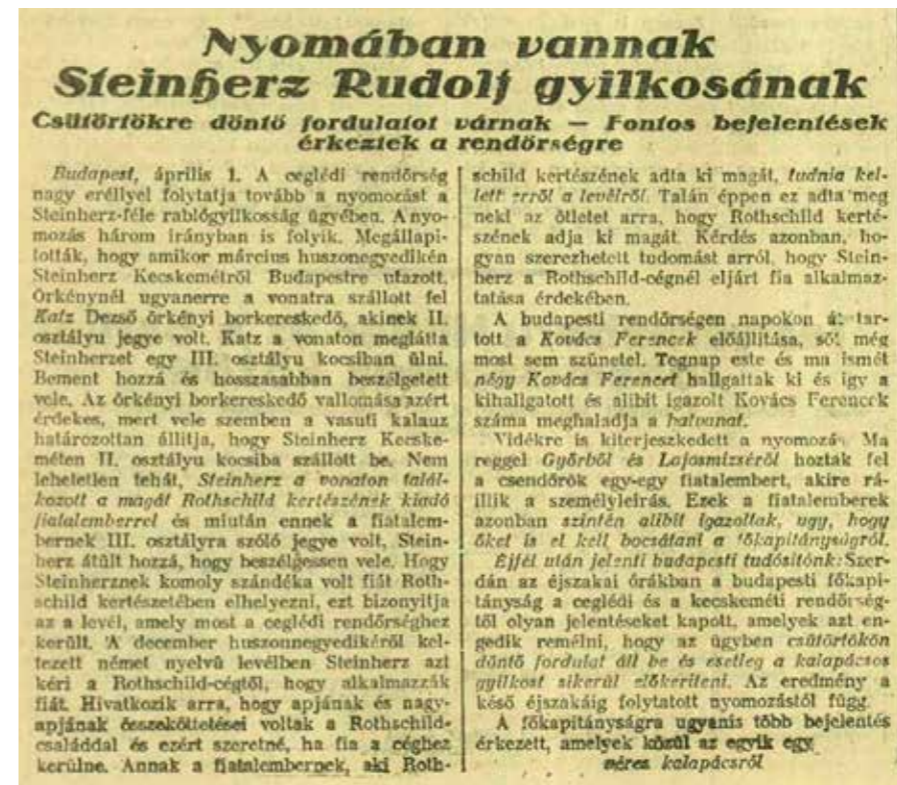 Nyomában vannak
Steinherz Rudolf gyilkosának
Csütörtökre döntő fordulatot várnak — Fontos bejelentések
érkeztek a rendőrségre
Budapest, április 1. A ceglédi rendőrség
nagy eréllyel folytatja tovább a nyomozást a
Steinherz-féle rablógyilkosság ügyében. A nyo-
mozás három irányban is folyik. Megállapi-
tották, hogy amikor március huszonegyedikén
Steinherz Kecskemétről Budapestre utazott.
Örkénynél ugyanerre a vonatra szállott fel
Katz Dezső örkényi borkereskedő, akinek II.
osztályu jegye volt. Katz a vonaton meglátta
Steinherzet egy III. osztályu kocsiban ülni.
Bement hozzá és hosszasabban beszélgetett
vele. Az örkényi borkereskedő vallomása azért
érdekes, mert vele szemben a vasuti kalauz
határozottan állitja, hogy Steinherz Kecske-
méten II. osztályu kocsiba szállott be. Nem
lehetetlen tehát, Steinherz a vonaton talál-
kozott a magát Rothschild kertészének kiadó
fiatalemberrel és miután ennek a fiatalem-
bernek III. osztályra szóló jegye volt, Stein-
herz átült hozzá, hogy beszélgessen vele. Hogy
Steinherznek komoly szándéka volt fiát Roth-
schild kertészetében elhelyezni, ezt bizonyitja
az a levél, amely most a ceglédi rendőrséghez
került. A december huszonnegyedikéről kel-
tezett német nyelvü levélben Steinherz azt
kéri a Rothschild-cégtől, hogy alkalmazzák
fiát. Hivatkozik arra, hogy apjának és nagy-
apjának összeköttetései voltak a Rothschild-
családdal és ezért szeretné, ha fia a céghez
kerülne. Annak a fiatalembernek, aki Roth-
schild kertészének adta ki magát, tudnia kel-
lett erről a levélről. Talán éppen ez adta meg
neki az ötletet arra, hogy Rothschild kerté-
szének adja ki magát. Kérdés azonban, ho-
gyan szerezhetett tudomást arról, hogy Stein-
herz a Rothschild-cégnél eljárt fia alkalmaz-
tatása érdekében.
A budapesti rendőrségen napokon át tar-
tott a Kovács Ferencek előállitása, sőt még
most sem szünetel. Tegnap este és ma ismét
négy Kovács Ferencet hallgattak ki és igy a
kihallgatott és alibit igazolt Kovács Ferencek
száma meghaladja a hatvanat.
Vidékre is kiterjeszkedett a nyomozás. Ma
reggel Győrből és Lajosmizséről hoztak fel
a csendőrök egy-egy fiatalembert, akire rá-
illik a személyleirás. Ezek a fiatalemberek
azonban szintén alibit igazoltak, ugy, hogy
őket is el kell bocsátani a főkapitányságról.
Éjfél után jelenti budapesti tudósitónk: Szer-
dán az éjszakai órákban a budapesti főkapi-
tányság a ceglédi és a kecskeméti rendőrség-
től olyan jelentéseket kapott, amelyek azt en-
gedik remélni, hogy az ügyben csütörtökön
döntő fordulat áll be és esetleg a kalapácsos
gyilkost sikerül előkeriteni. Az eredmény a
késő éjszakáig folytatott nyomozástól függ.
A főkapitányságra ugyanis több bejelentés
érkezett, amelyek közül az egyik egy
véres kalapácsról